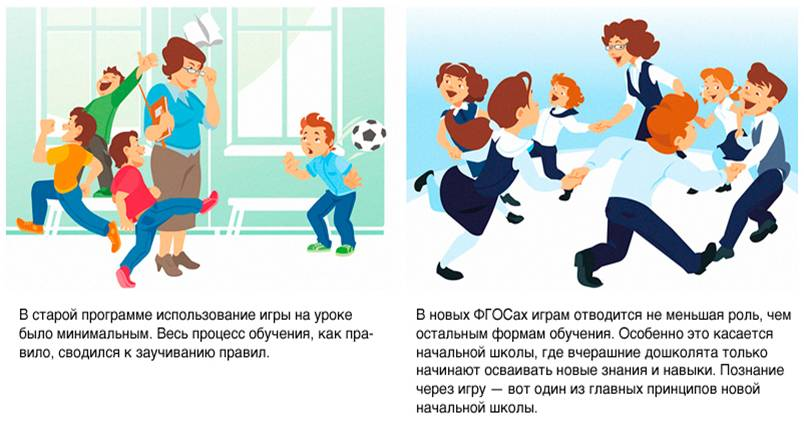 В старой программе использование игры на уроке
было минимальным. Весь процесс обучения, как пра-
вило, сводился к заучиванию правил.
В новых ФГОСах играм отводится не меньшая роль, чем
остальным формам обучения. Особенно это касается
начальной школы, где вчерашние дошколята только
начинают осваивать новые знания и навыки. Познание
через игру — вот один из главных принципов новой
начальной школы.